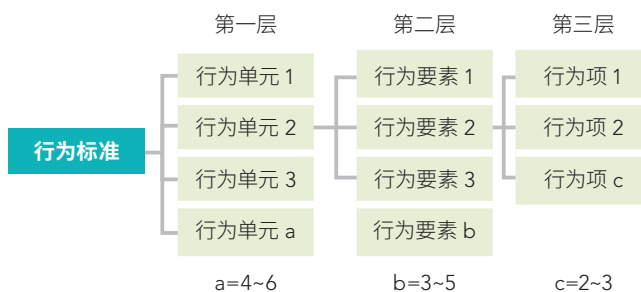 第一层 第二层 第三层
行为单元 1 行为要素 1 行为项 1
行为单元 2 行为要素 2 行为项 2
行为标准
行为单元 3 行为要素 3 行为项 c
行为单元 a 行为要素 b
a=4~6 b=3~5 c=2~3